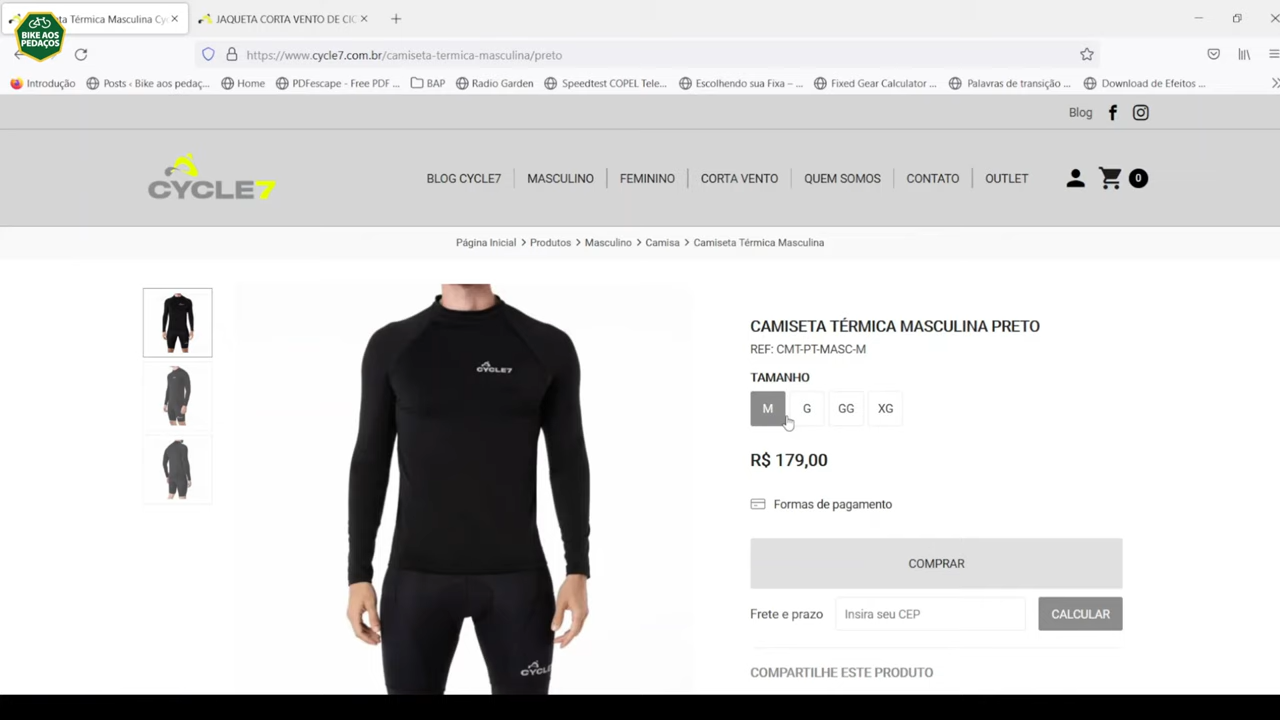 Térmica Masculina Cy
JAQUETA CORTA VENTO DE CIC
BIKE AOS
PEDAÇOS
https://www.cycle7.com.br/camiseta-termica-masculina/preto
Introdução
Posts ‹ Bike aos pedaç...
Home
PDFescape - Free PDF ...
BAP
Radio Garden
Speedtest COPEL Tele...
Escolhendo sua Fixa – ...
Fixed Gear Calculator ...
Palavras de transição ...
Download de Efeitos ...
Blog
CYCLE7
BLOG CYCLE7
MASCULINO
FEMININO
CORTA VENTO
QUEM SOMOS
CONTATO
OUTLET
0
Página Inicial > Produtos > Masculino > Camisa > Camiseta Térmica Masculina
CYCLE7
CAMISETA TÉRMICA MASCULINA PRETO
REF: CMT-PT-MASC-M
TAMANHO
M G GG XG
R$ 179,00
Formas de pagamento
COMPRAR
Frete e prazo
Insira seu CEP
CALCULAR
COMPARTILHE ESTE PRODUTO